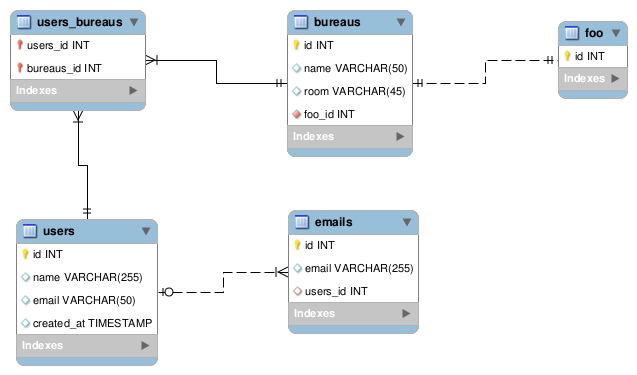 users_bureaus
users_id INT
bureaus_id INT
Indexes
bureaus
id INT
name VARCHAR(50)
room VARCHAR(45)
foo_id INT
Indexes
foo
id INT
Indexes
users
id INT
name VARCHAR(255)
email VARCHAR(50)
created_at TIMESTAMP
Indexes
emails
id INT
email VARCHAR(255)
users_id INT
Indexes